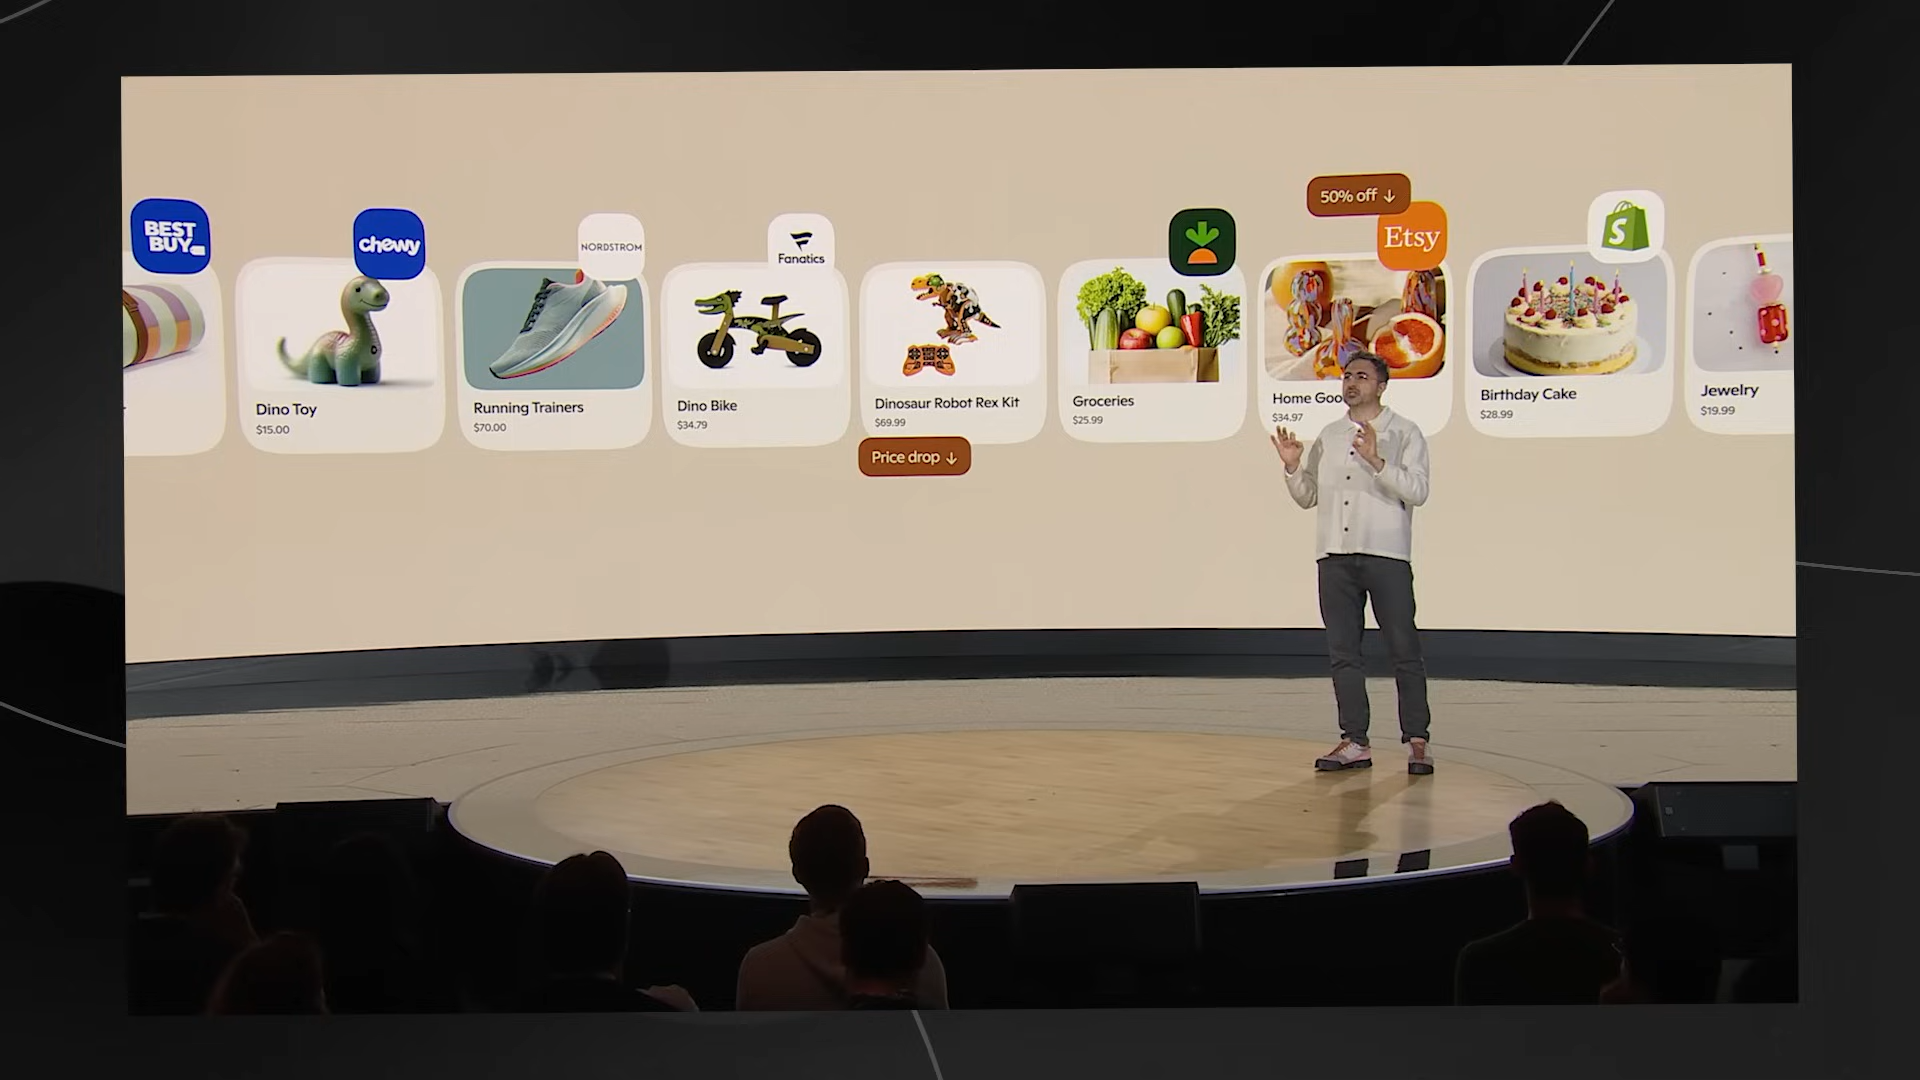 BEST
BUY
chewy
NORDSTROM
Fanatics
50% off ↓
Etsy
S
Dino Toy
$15.00
Running Trainers
$70.00
Dino Bike
$34.79
Dinosaur Robot Rex Kit
$69.99
Price drop ↓
Groceries
$25.99
Home Goo
$34.97
Birthday Cake
$28.99
Jewelry
$19.99